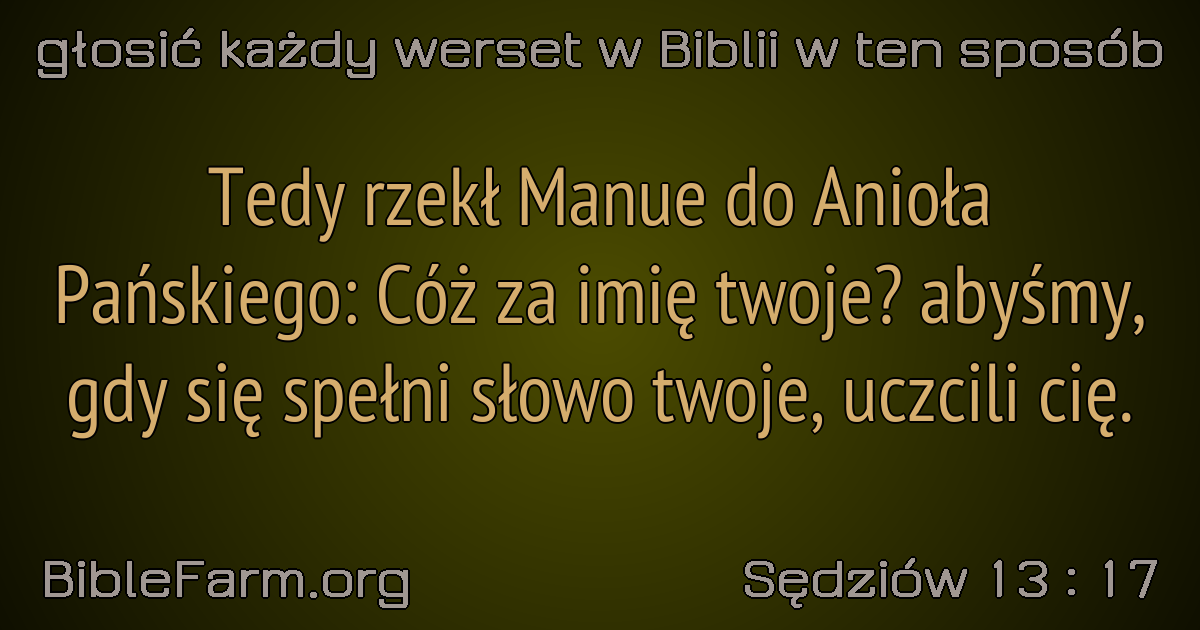 głosić każdy werset w Biblii w ten sposób
Tedy rzekł Manue do Anioła
Pańskiego: Cóż za imię twoje? abyśmy,
gdy się spełni słowo twoje, uczcili cię.
BibleFarm.org
Sędziów 13 : 17